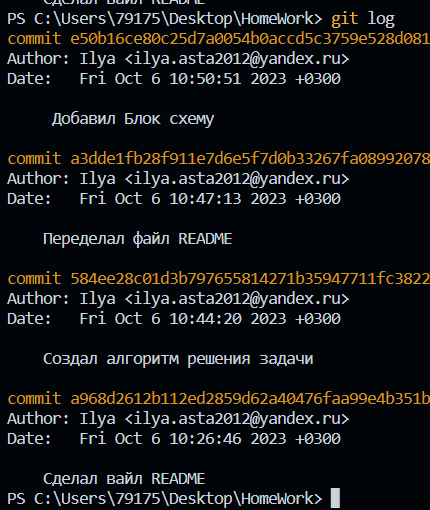 Сделал вайл README
PS C:\Users\79175\Desktop\HomeWork> git log
commit e50b16ce80c25d7a0054b0accd5c3759e528d081
Author: Ilya <ilya.asta2012@yandex.ru>
Date:   Fri Oct 6 10:50:51 2023 +0300
Добавил Блок схему
commit a3dde1fb28f911e7d6e5f7d0b33267fa08992078
Author: Ilya <ilya.asta2012@yandex.ru>
Date:   Fri Oct 6 10:47:13 2023 +0300
Переделал файл README
commit 584ee28c01d3b797655814271b35947711fc3822
Author: Ilya <ilya.asta2012@yandex.ru>
Date:   Fri Oct 6 10:44:20 2023 +0300
Создал алгоритм решения задачи
commit a968d2612b112ed2859d62a40476faa99e4b351b
Author: Ilya <ilya.asta2012@yandex.ru>
Date:   Fri Oct 6 10:26:46 2023 +0300
Сделал вайл README
PS C:\Users\79175\Desktop\HomeWork>